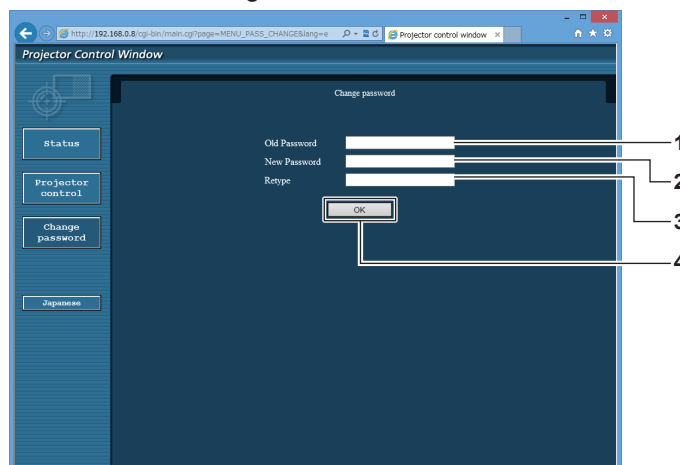 http://192.168.0.8/cgi-bin/main.cgi?page=MENU_PASS_CHANGE&lang=e
Projector control window
Projector Control Window
Change password
Status
Projector
control
Change
password
Japanese
Old Password
New Password
Retype
OK
1
2
3
4